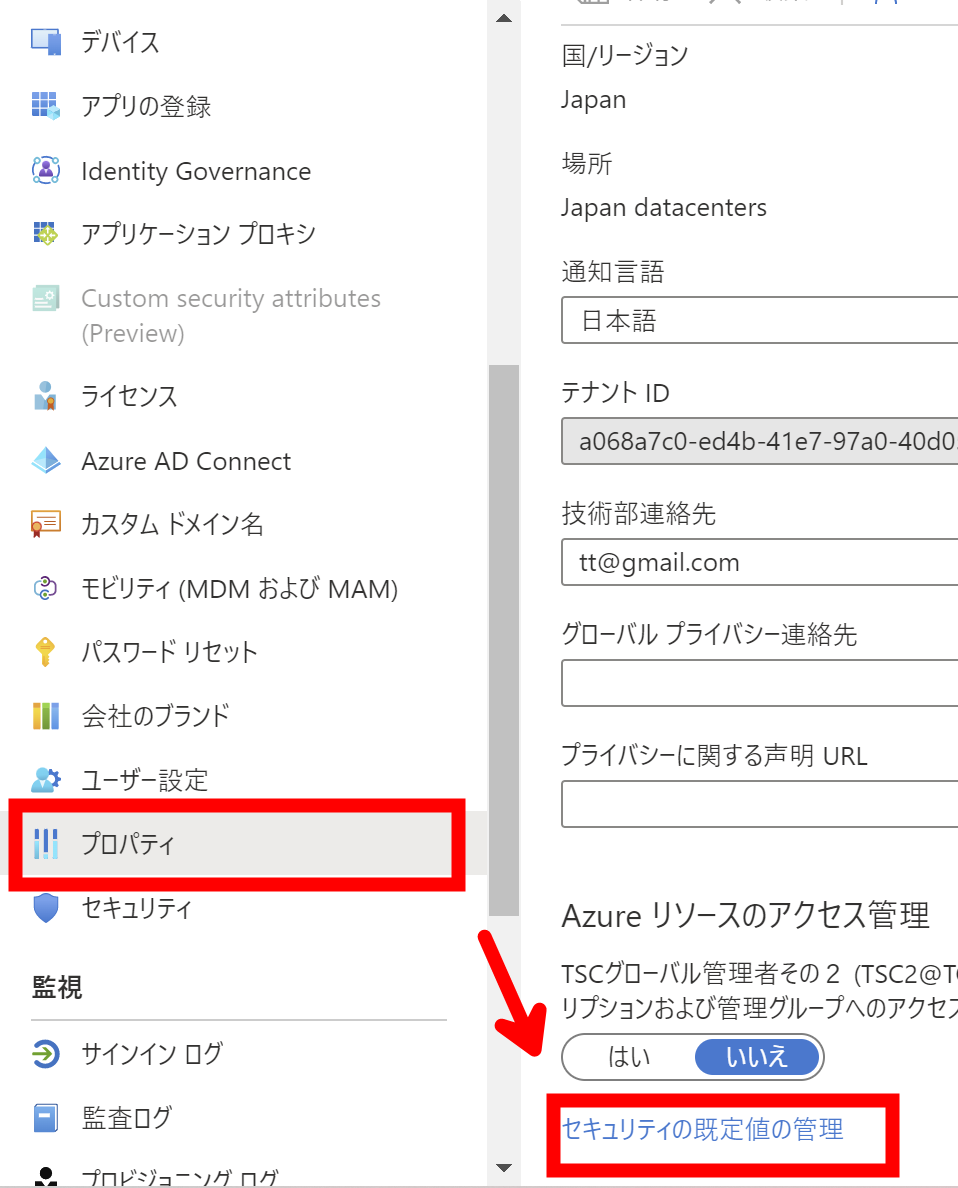 デバイス
アプリの登録
Identity Governance
アプリケーション プロキシ
Custom security attributes
(Preview)
ライセンス
Azure AD Connect
カスタム ドメイン名
モビリティ (MDM および MAM)
パスワード リセット
会社のブランド
ユーザー設定
プロパティ
セキュリティ
監視
サインイン ログ
監査ログ
プロビジョニング ログ
国/リージョン
Japan
場所
Japan datacenters
通知言語
日本語
テナント ID
a068a7c0-ed4b-41e7-97a0-40d0
技術部連絡先
tt@gmail.com
グローバル プライバシー連絡先
プライバシーに関する声明 URL
Azure リソースのアクセス管理
TSCグローバル管理者その２ (TSC2@T
リプションおよび管理グループへのアクセス
はい
いいえ
セキュリティの既定値の管理